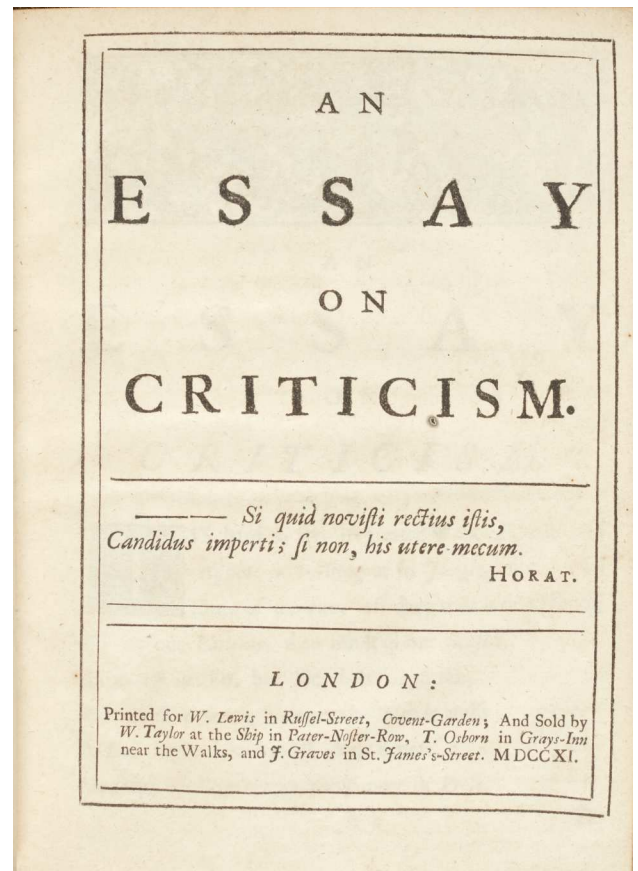 AN
ESSAY
ON
CRITICISM.
——— Si quid noviſti rectius iſtis,
Candidus imperti; ſi non, his utere mecum.
HORAT.
LONDON:
Printed for W. Lewis in Ruſſel-Street, Covent-Garden; And Sold by
W. Taylor at the Ship in Pater-Noſter-Row, T. Osborn in Grays-Inn
near the Walks, and J. Graves in St. James's-Street. MDCCXI.